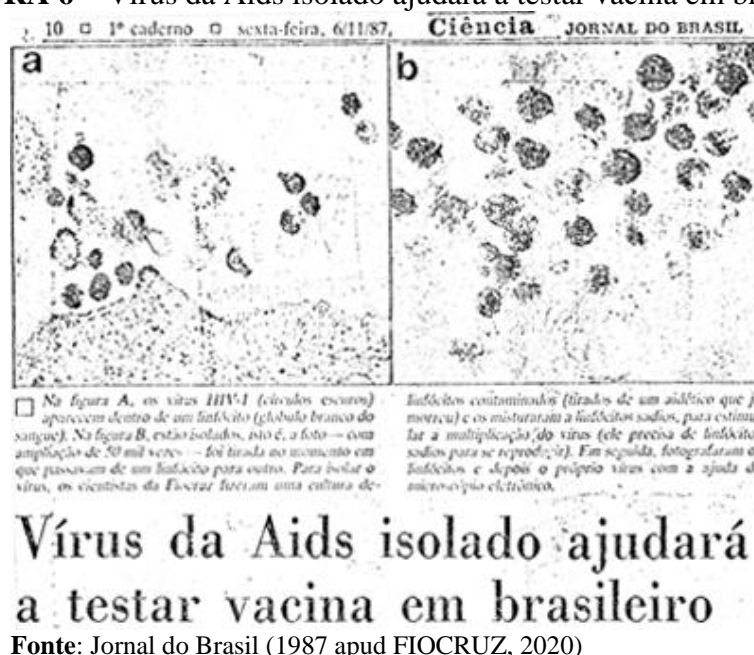 RA 6 – Vírus da Aids isolado ajudará a testar vacina em br
10 □ 1º caderno □ sexta-feira, 6/11/87, Ciência JORNAL DO BRASIL
a
b
□ Na figura A, os vírus HIV-1 (círculos escuros)
aparecem dentro de um linfócito (glóbulo branco do
sangue). Na figura B, estão isolados, isto é, a foto — com
ampliação de 50 mil vezes — foi tirada no momento em
que passavam de um linfócito para outro. Para isolar o
vírus, os cientistas da Fiocruz fizeram uma cultura de
linfócitos contaminados (tirados de um aidético que j
morreu) e os misturaram a linfócitos sadios, para estimu
lar a multiplicação do vírus (ele precisa de linfócito
sadios para se reproduzir). Em seguida, fotografaram o
linfócitos e depois o próprio vírus com a ajuda d
microscópio eletrônico.
Vírus da Aids isolado ajudará
a testar vacina em brasileiro
Fonte: Jornal do Brasil (1987 apud FIOCRUZ, 2020)